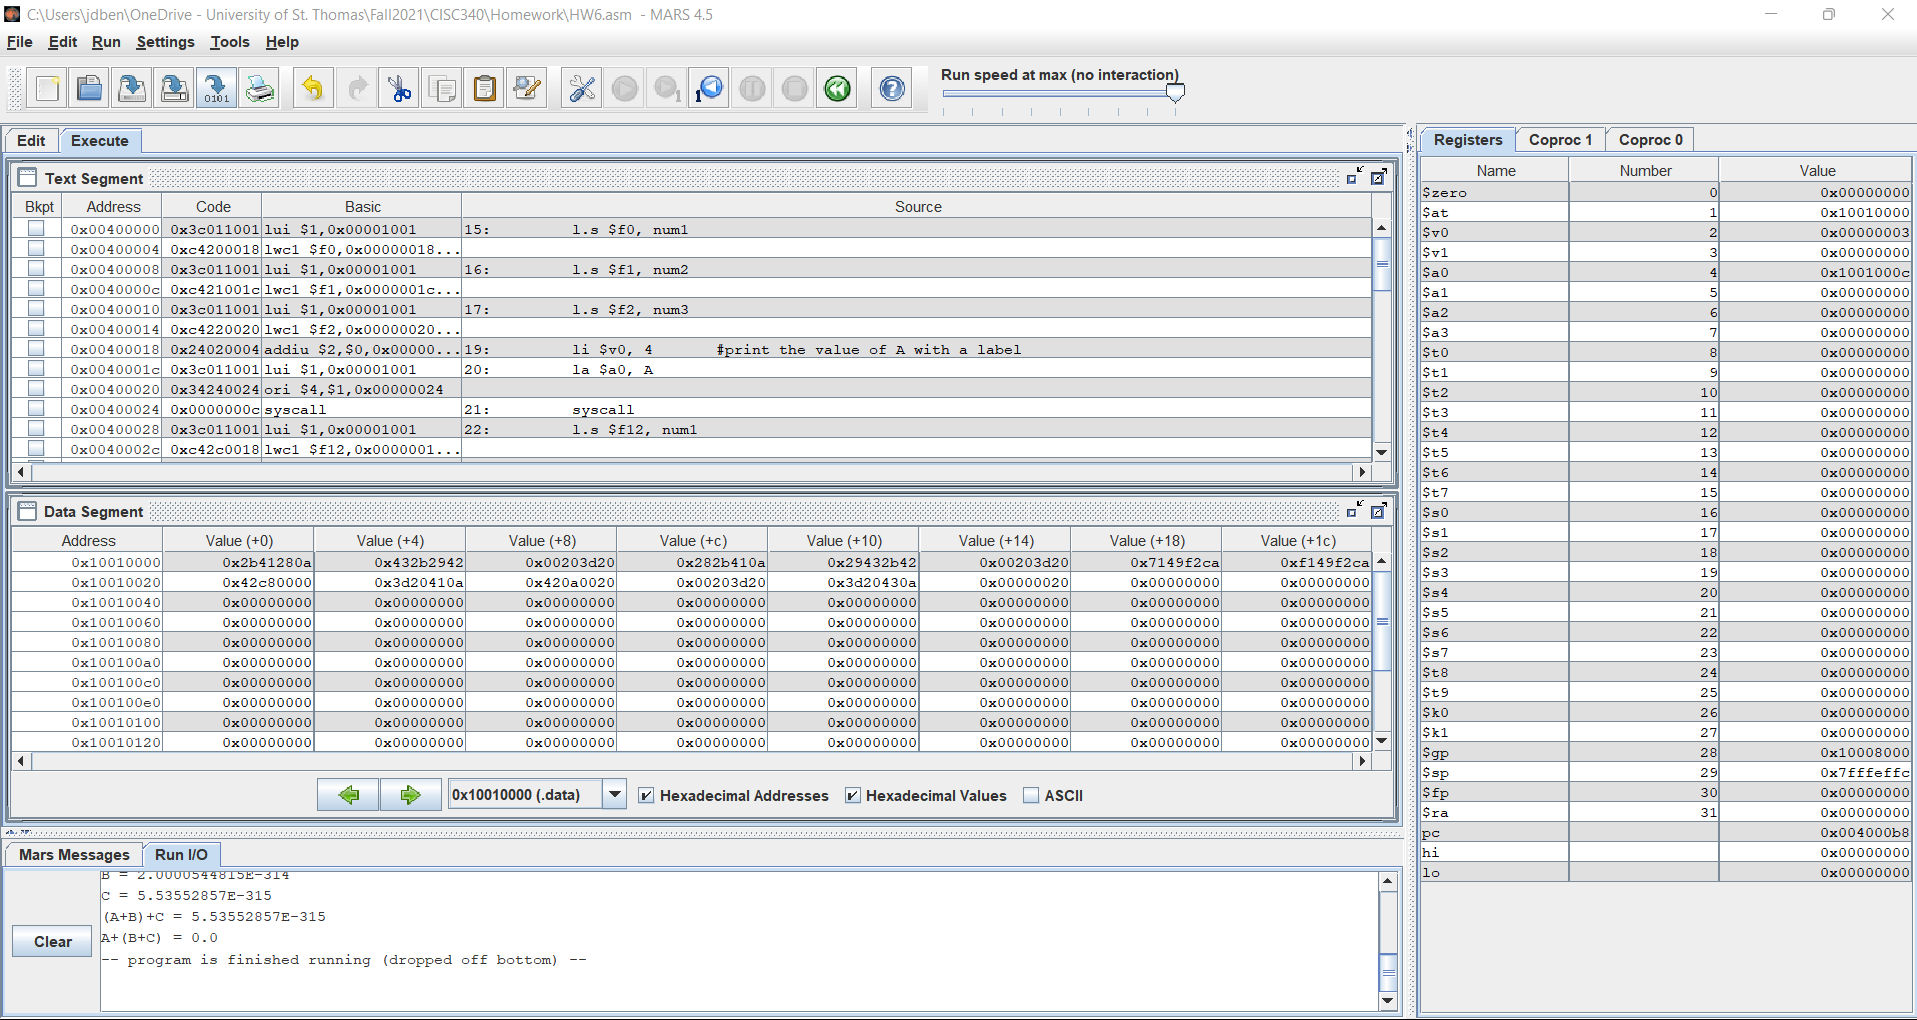 C:\Users\jdben\OneDrive - University of St. Thomas\Fall2021\CISC340\Homework\HW6.asm - MARS 4.5
File Edit Run Settings Tools Help
Run speed at max (no interaction)
Edit Execute
Text Segment
Bkpt Address Code Basic Source
0x00400000 0x3c011001 lui $1,0x00001001 15: l.s $f0, num1
0x00400004 0xc4200018 lwc1 $f0,0x00000018...
0x00400008 0x3c011001 lui $1,0x00001001 16: l.s $f1, num2
0x0040000c 0xc421001c lwc1 $f1,0x0000001c...
0x00400010 0x3c011001 lui $1,0x00001001 17: l.s $f2, num3
0x00400014 0xc4220020 lwc1 $f2,0x00000020...
0x00400018 0x24020004 addiu $2,$0,0x00000... 19: li $v0, 4 #print the value of A with a label
0x0040001c 0x3c011001 lui $1,0x00001001 20: la $a0, A
0x00400020 0x34240024 ori $4,$1,0x00000024
0x00400024 0x0000000c syscall 21: syscall
0x00400028 0x3c011001 lui $1,0x00001001 22: l.s $f12, num1
0x0040002c 0xc42c0018 lwc1 $f12,0x0000001...
Data Segment
Address Value (+0) Value (+4) Value (+8) Value (+c) Value (+10) Value (+14) Value (+18) Value (+1c)
0x10010000 0x2b41280a 0x432b2942 0x00203d20 0x282b410a 0x29432b42 0x00203d20 0x7149f2ca 0xf149f2ca
0x10010020 0x42c80000 0x3d20410a 0x420a0020 0x00203d20 0x3d20430a 0x00000020 0x00000000 0x00000000
0x10010040 0x00000000 0x00000000 0x00000000 0x00000000 0x00000000 0x00000000 0x00000000 0x00000000
0x10010060 0x00000000 0x00000000 0x00000000 0x00000000 0x00000000 0x00000000 0x00000000 0x00000000
0x10010080 0x00000000 0x00000000 0x00000000 0x00000000 0x00000000 0x00000000 0x00000000 0x00000000
0x100100a0 0x00000000 0x00000000 0x00000000 0x00000000 0x00000000 0x00000000 0x00000000 0x00000000
0x100100c0 0x00000000 0x00000000 0x00000000 0x00000000 0x00000000 0x00000000 0x00000000 0x00000000
0x100100e0 0x00000000 0x00000000 0x00000000 0x00000000 0x00000000 0x00000000 0x00000000 0x00000000
0x10010100 0x00000000 0x00000000 0x00000000 0x00000000 0x00000000 0x00000000 0x00000000 0x00000000
0x10010120 0x00000000 0x00000000 0x00000000 0x00000000 0x00000000 0x00000000 0x00000000 0x00000000
0x10010000 (.data) Hexadecimal Addresses Hexadecimal Values ASCII
Mars Messages Run I/O
Clear
B = 2.0000544815E-314
C = 5.53552857E-315
(A+B)+C = 5.53552857E-315
A+(B+C) = 0.0
-- program is finished running (dropped off bottom) --
Registers Coproc 1 Coproc 0
Name Number Value
$zero 0 0x00000000
$at 1 0x10010000
$v0 2 0x00000003
$v1 3 0x00000000
$a0 4 0x1001000c
$a1 5 0x00000000
$a2 6 0x00000000
$a3 7 0x00000000
$t0 8 0x00000000
$t1 9 0x00000000
$t2 10 0x00000000
$t3 11 0x00000000
$t4 12 0x00000000
$t5 13 0x00000000
$t6 14 0x00000000
$t7 15 0x00000000
$s0 16 0x00000000
$s1 17 0x00000000
$s2 18 0x00000000
$s3 19 0x00000000
$s4 20 0x00000000
$s5 21 0x00000000
$s6 22 0x00000000
$s7 23 0x00000000
$t8 24 0x00000000
$t9 25 0x00000000
$k0 26 0x00000000
$k1 27 0x00000000
$gp 28 0x10008000
$sp 29 0x7fffeffc
$fp 30 0x00000000
$ra 31 0x00000000
pc 0x004000b8
hi 0x00000000
lo 0x00000000